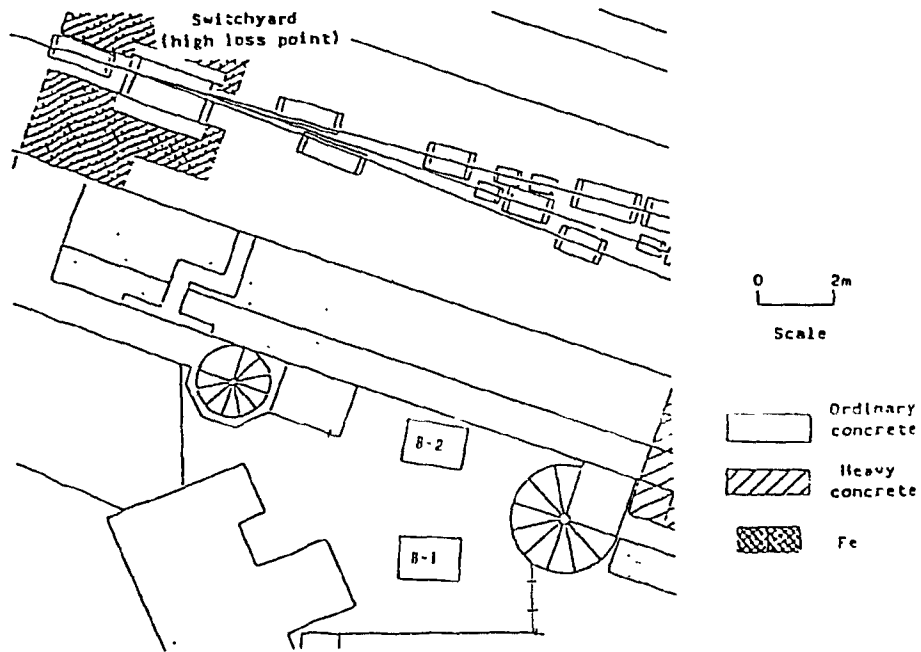 Switchyard
(high loss point)
0 2m
Scale
Ordinary
concrete
Heavy
concrete
Fe
B-2
B-1